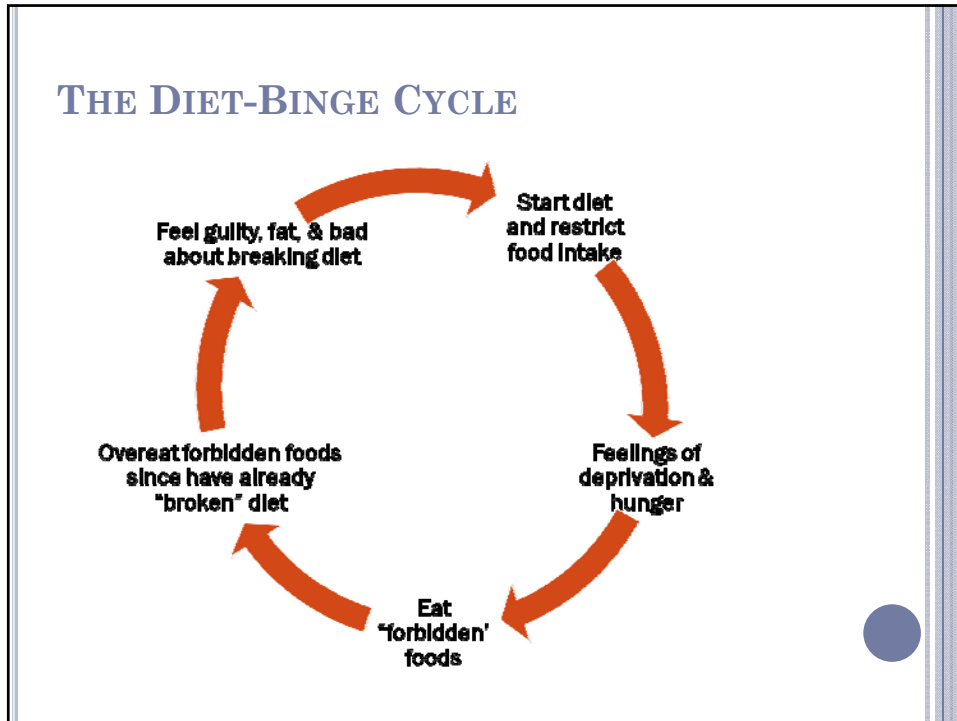 THE DIET-BINGE CYCLE
Start diet
and restrict
food intake
Feelings of
deprivation &
hunger
Eat
"forbidden'
foods
Overeat forbidden foods
since have already
"broken" diet
Feel guilty, fat, & bad
about breaking diet